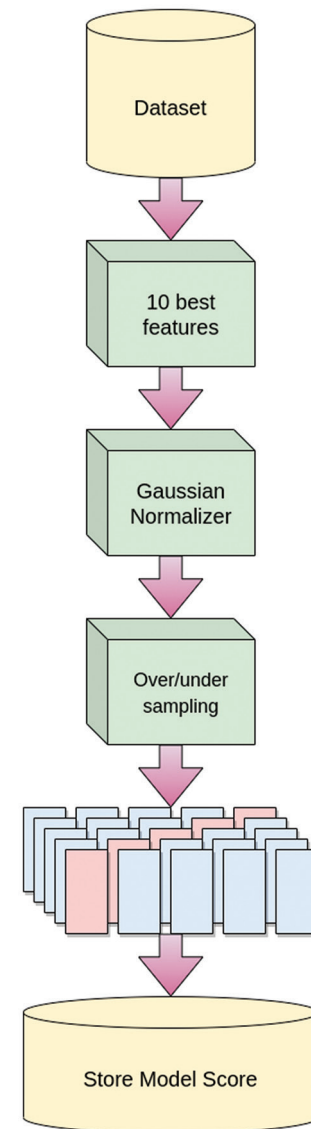 Dataset
10 best
features
Gaussian
Normalizer
Over/under
sampling
Store Model Score